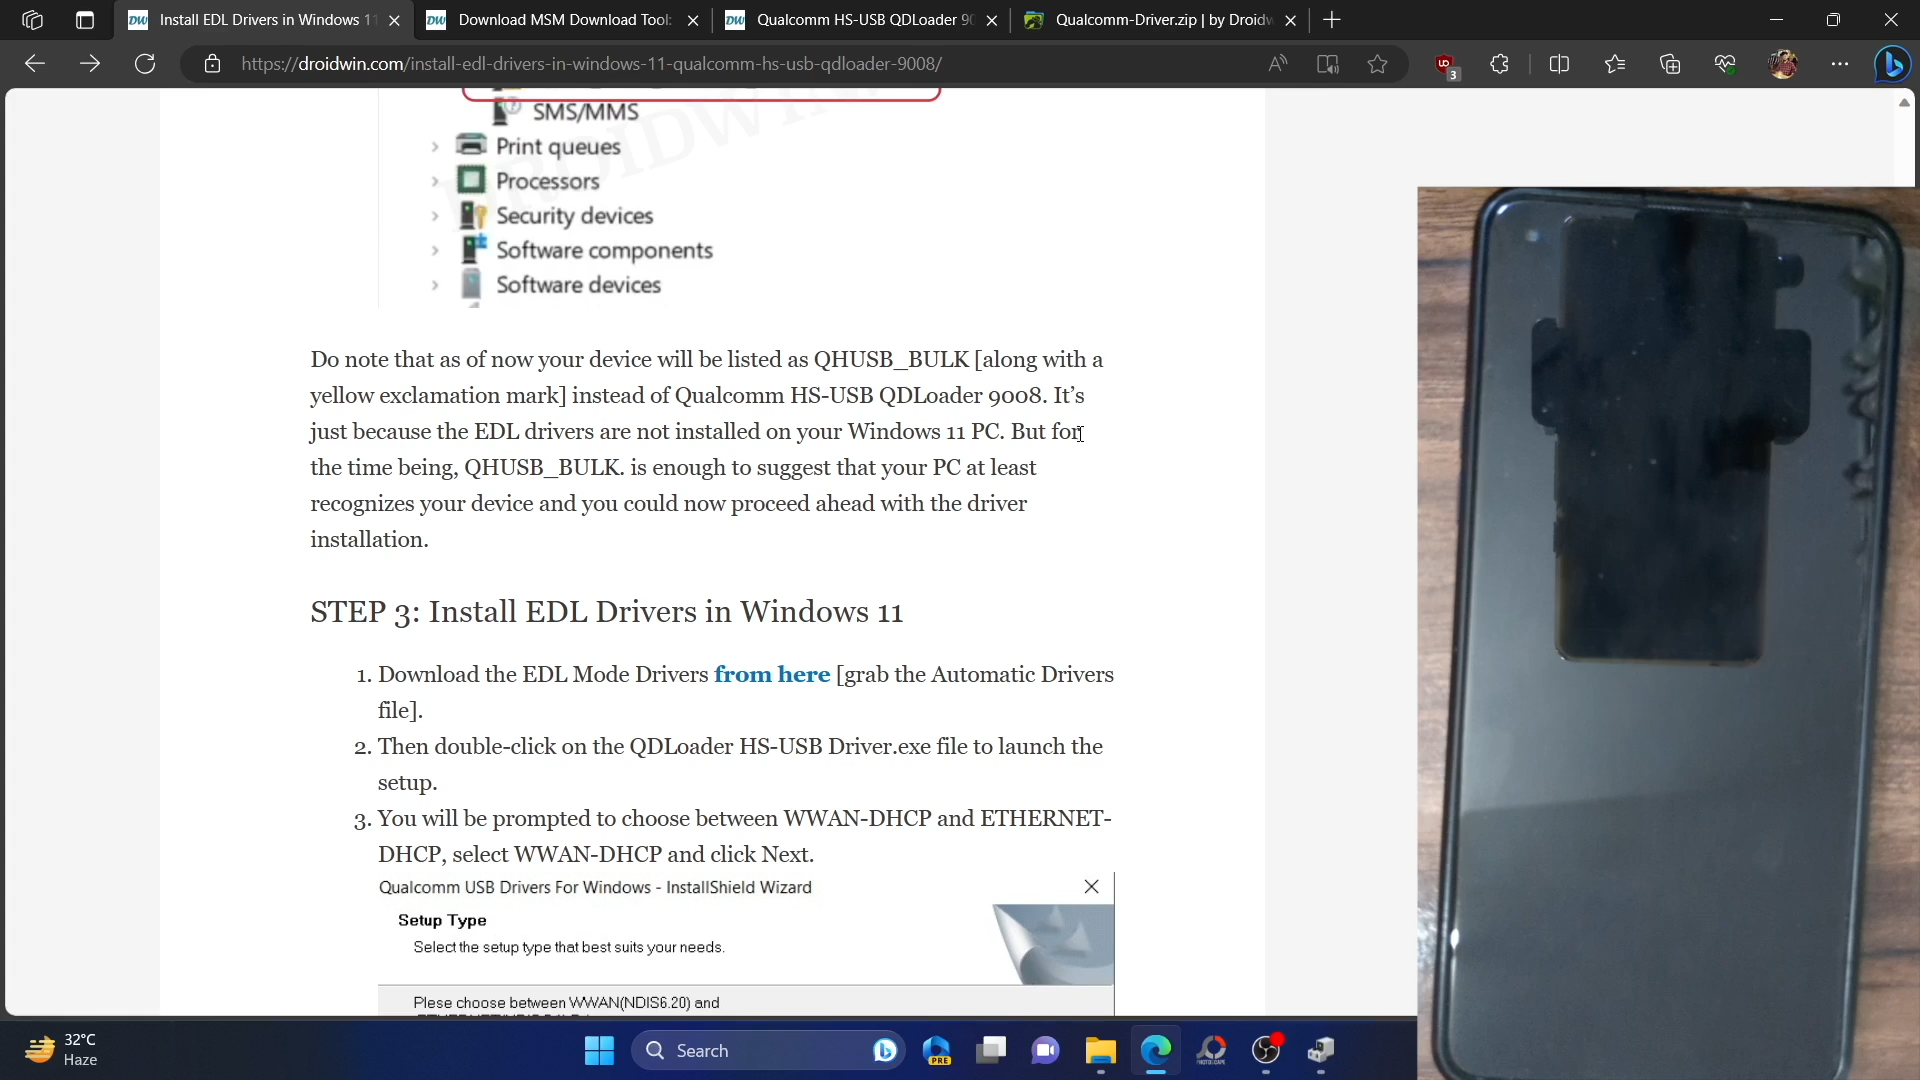 Install EDL Drivers in Windows 11
Download MSM Download Tool:
Qualcomm HS-USB QDLoader 90
Qualcomm-Driver.zip | by Droidw
https://droidwin.com/install-edl-drivers-in-windows-11-qualcomm-hs-usb-qdloader-9008/
3
SMS/MMS
Print queues
Processors
Security devices
Software components
Software devices
DROIDWIN
Do note that as of now your device will be listed as QHUSB_BULK [along with a
yellow exclamation mark] instead of Qualcomm HS-USB QDLoader 9008. It’s
just because the EDL drivers are not installed on your Windows 11 PC. But for
the time being, QHUSB_BULK. is enough to suggest that your PC at least
recognizes your device and you could now proceed ahead with the driver
installation.
STEP 3: Install EDL Drivers in Windows 11
1. Download the EDL Mode Drivers from here [grab the Automatic Drivers
file].
2. Then double-click on the QDLoader HS-USB Driver.exe file to launch the
setup.
3. You will be prompted to choose between WWAN-DHCP and ETHERNET-
DHCP, select WWAN-DHCP and click Next.
Qualcomm USB Drivers For Windows - InstallShield Wizard
Setup Type
Select the setup type that best suits your needs.
Plese choose between WWAN(NDIS6.20) and
32°C
Haze
Search
PRE